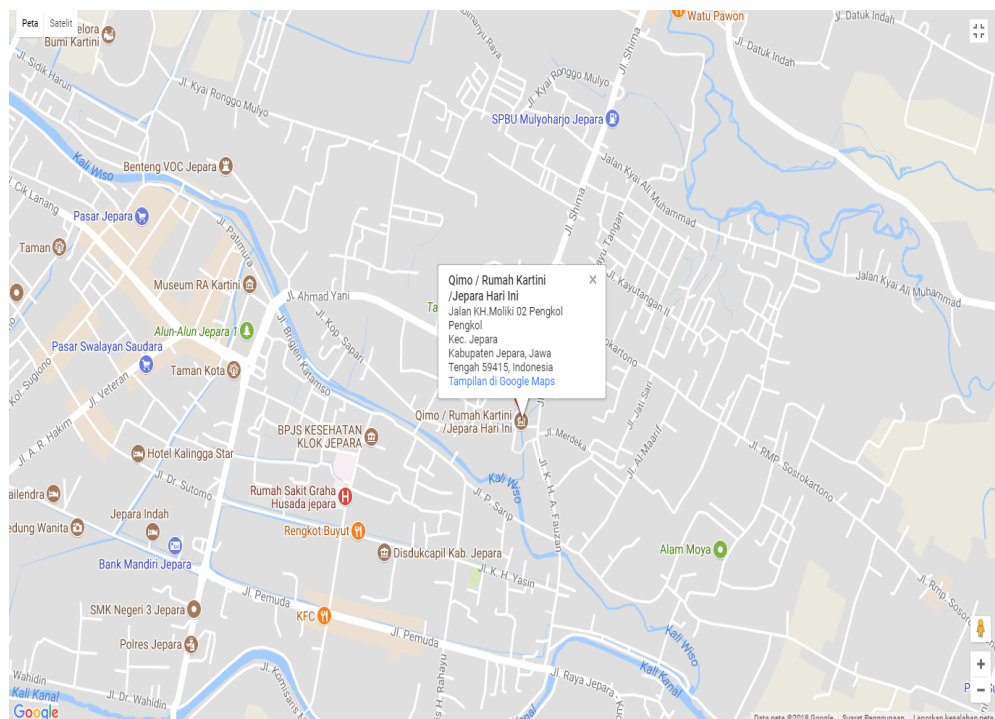 Peta
Satelit
Gelora
Bumi Kartini
Watu Pawon
Jl. Datuk Indah
Jl. Datuk Indah
Jl. Shima
Jl. Sidik Harun
Jl. Kyai Ronggo Mulyo
Jl. Kyai Ronggo Mulyo
SPBU Mulyoharjo Jepara
Kali Wiso
Benteng VOC Jepara
Jalan Kyai Ali Muhammad
Cik Lanang
Pasar Jepara
Jl. Patimura
Jl. Shima
Taman
Museum RA Kartini
Jl. Ahmad Yani
Jl. Kayutangan II
Jalan Kyai Ali Muhammad
Qimo / Rumah Kartini
/Jepara Hari Ini
Jalan KH.Moliki 02 Pengkol
Pengkol
Kec. Jepara
Kabupaten Jepara, Jawa
Tengah 59415, Indonesia
Tampilan di Google Maps
Alun-Alun Jepara 1
Jl. Kop. Sapari
Jl. Brigjen Katamso
Pasar Swalayan Saudara
Taman Kota
Kol. Sugiono
Jl. Veteran
Jl. Jati Sari
Qimo / Rumah Kartini
/Jepara Hari Ini
Jl. A. R. Hakim
BPJS KESEHATAN
KLOK JEPARA
Jl. Merdeka
Jl. Al-Maarif
Jl. RMP. Sosrokartono
Hotel Kalingga Star
Jl. Dr. Sutomo
Kali Wiso
Jl. K. H. A. Fauzan
Rumah Sakit Graha
Husada jepara
Jl. P. Sarip
Jepara Indah
Rengkot Buyut
Bank Mandiri Jepara
Disdukcapil Kab. Jepara
Alam Moya
Jl. K. H. Yasin
Jl. Pemuda
SMK Negeri 3 Jepara
KFC
Jl. Pemuda
Polres Jepara
Kali Wiso
Kali Kanal
Jl. Raya Jepara
Wahidin
Jl. Dr. Wahidin
Kali Kanal
Google
Data peta ©2018 Google
Syarat Penggunaan
Laporkan kesalahan peta